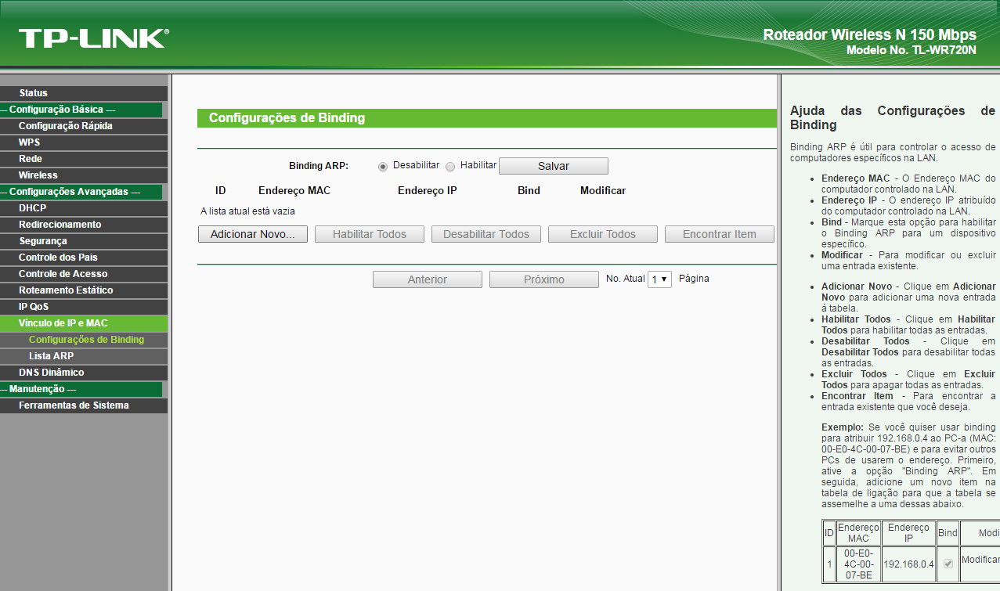 TP-LINK®
Roteador Wireless N 150 Mbps
Modelo No. TL-WR720N
Status
--- Configuração Básica ---
Configuração Rápida
WPS
Rede
Wireless
--- Configurações Avançadas ---
DHCP
Redirecionamento
Segurança
Controle dos Pais
Controle de Acesso
Roteamento Estático
IP QoS
Vínculo de IP e MAC
Configurações de Binding
Lista ARP
DNS Dinâmico
--- Manutenção ---
Ferramentas de Sistema
Configurações de Binding
Binding ARP: Desabilitar Habilitar Salvar
ID Endereço MAC Endereço IP Bind Modificar
A lista atual está vazia
Adicionar Novo... Habilitar Todos Desabilitar Todos Excluir Todos Encontrar Item
Anterior Próximo No. Atual 1 Página
Ajuda das Configurações de
Binding
Binding ARP é útil para controlar o acesso de
computadores específicos na LAN.
• Endereço MAC - O Endereço MAC do
computador controlado na LAN.
• Endereço IP - O endereço IP atribuído
do computador controlado na LAN.
• Bind - Marque esta opção para habilitar
o Binding ARP para um dispositivo
específico.
• Modificar - Para modificar ou excluir
uma entrada existente.
• Adicionar Novo - Clique em Adicionar
Novo para adicionar uma nova entrada
à tabela.
• Habilitar Todos - Clique em Habilitar
Todos para habilitar todas as entradas.
• Desabilitar Todos - Clique em
Desabilitar Todos para desabilitar todas
as entradas.
• Excluir Todos - Clique em Excluir
Todos para apagar todas as entradas.
• Encontrar Item - Para encontrar a
entrada existente que você deseja.
Exemplo: Se você quiser usar binding
para atribuir 192.168.0.4 ao PC-a (MAC:
00-E0-4C-00-07-BE) e para evitar outros
PCs de usarem o endereço. Primeiro,
ative a opção "Binding ARP". Em
seguida, adicione um novo item na
tabela de ligação para que a tabela se
assemelhe a uma dessas abaixo.
ID Endereço MAC Endereço IP Bind Modi
1 00-E0-4C-00-07-BE 192.168.0.4 Modificar